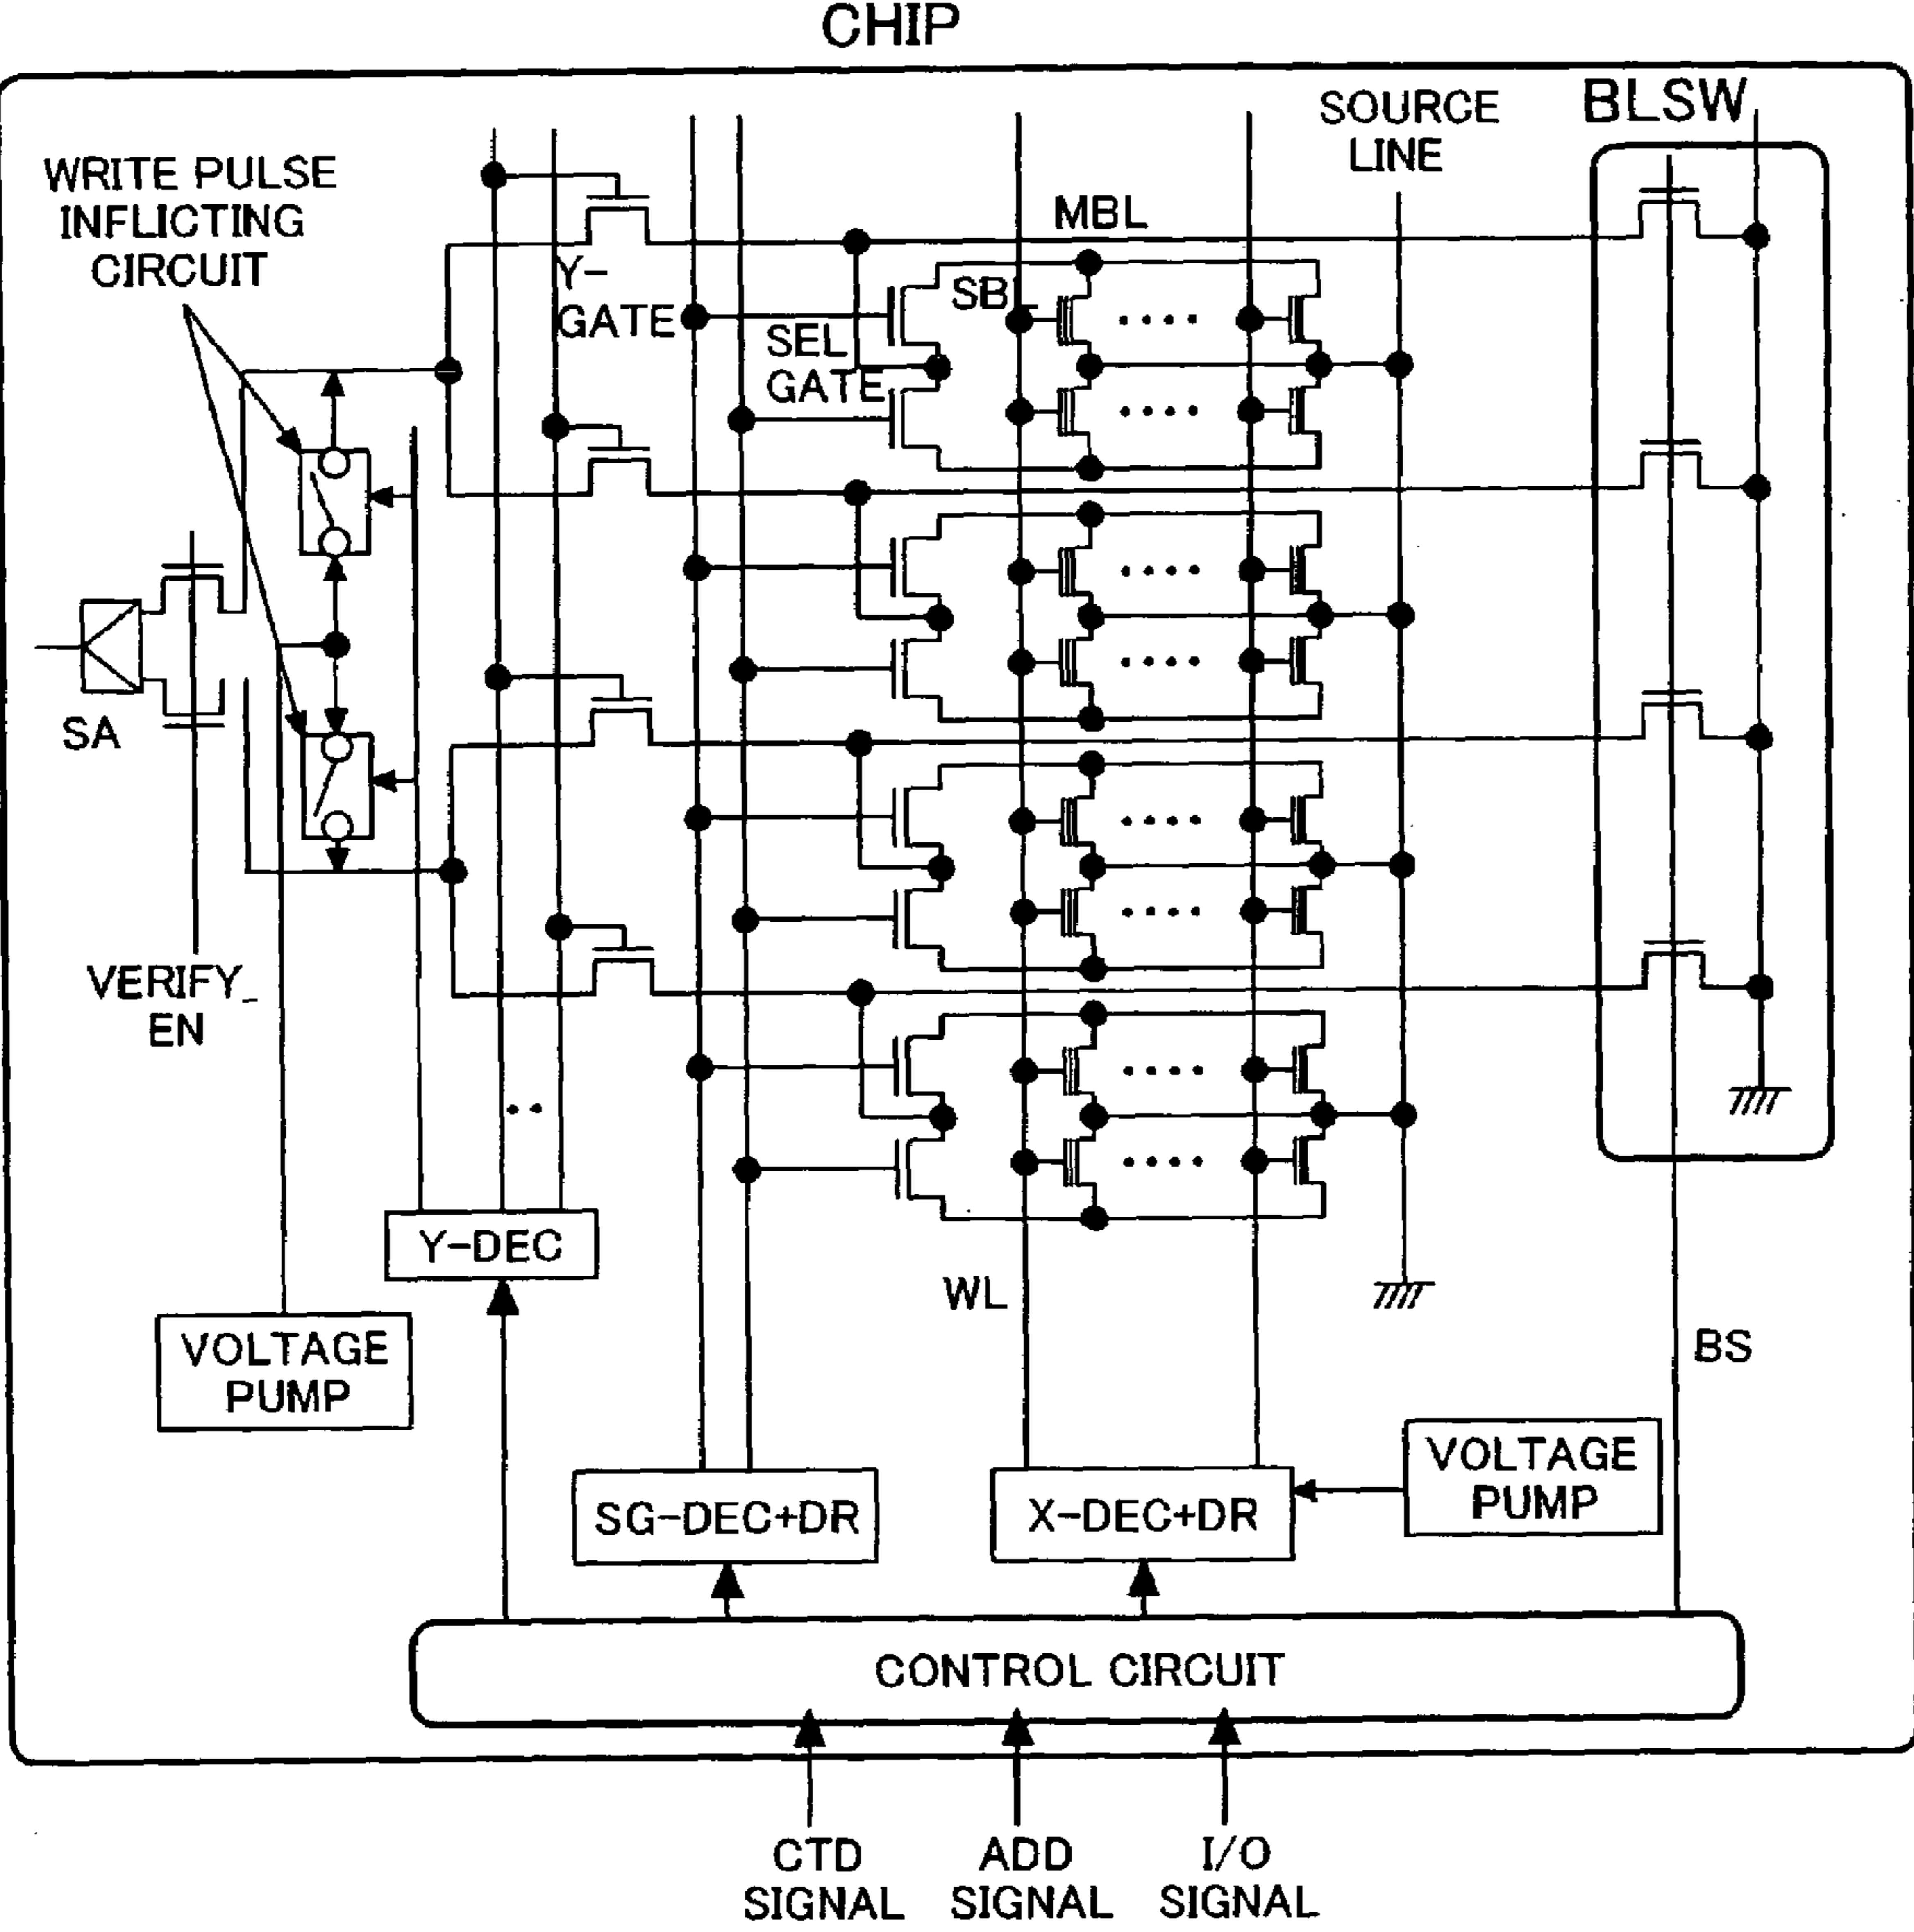 CHIP
BLSW
SOURCE
LINE
WRITE PULSE
INFLICTING
CIRCUIT
MBL
Y-
GATE
SBL
SEL
GATE
SA
VERIFY_
EN
Y-DEC
WL
VOLTAGE
PUMP
BS
SG-DEC+DR
X-DEC+DR
VOLTAGE
PUMP
CONTROL CIRCUIT
CTD
SIGNAL
ADD
SIGNAL
I/O
SIGNAL